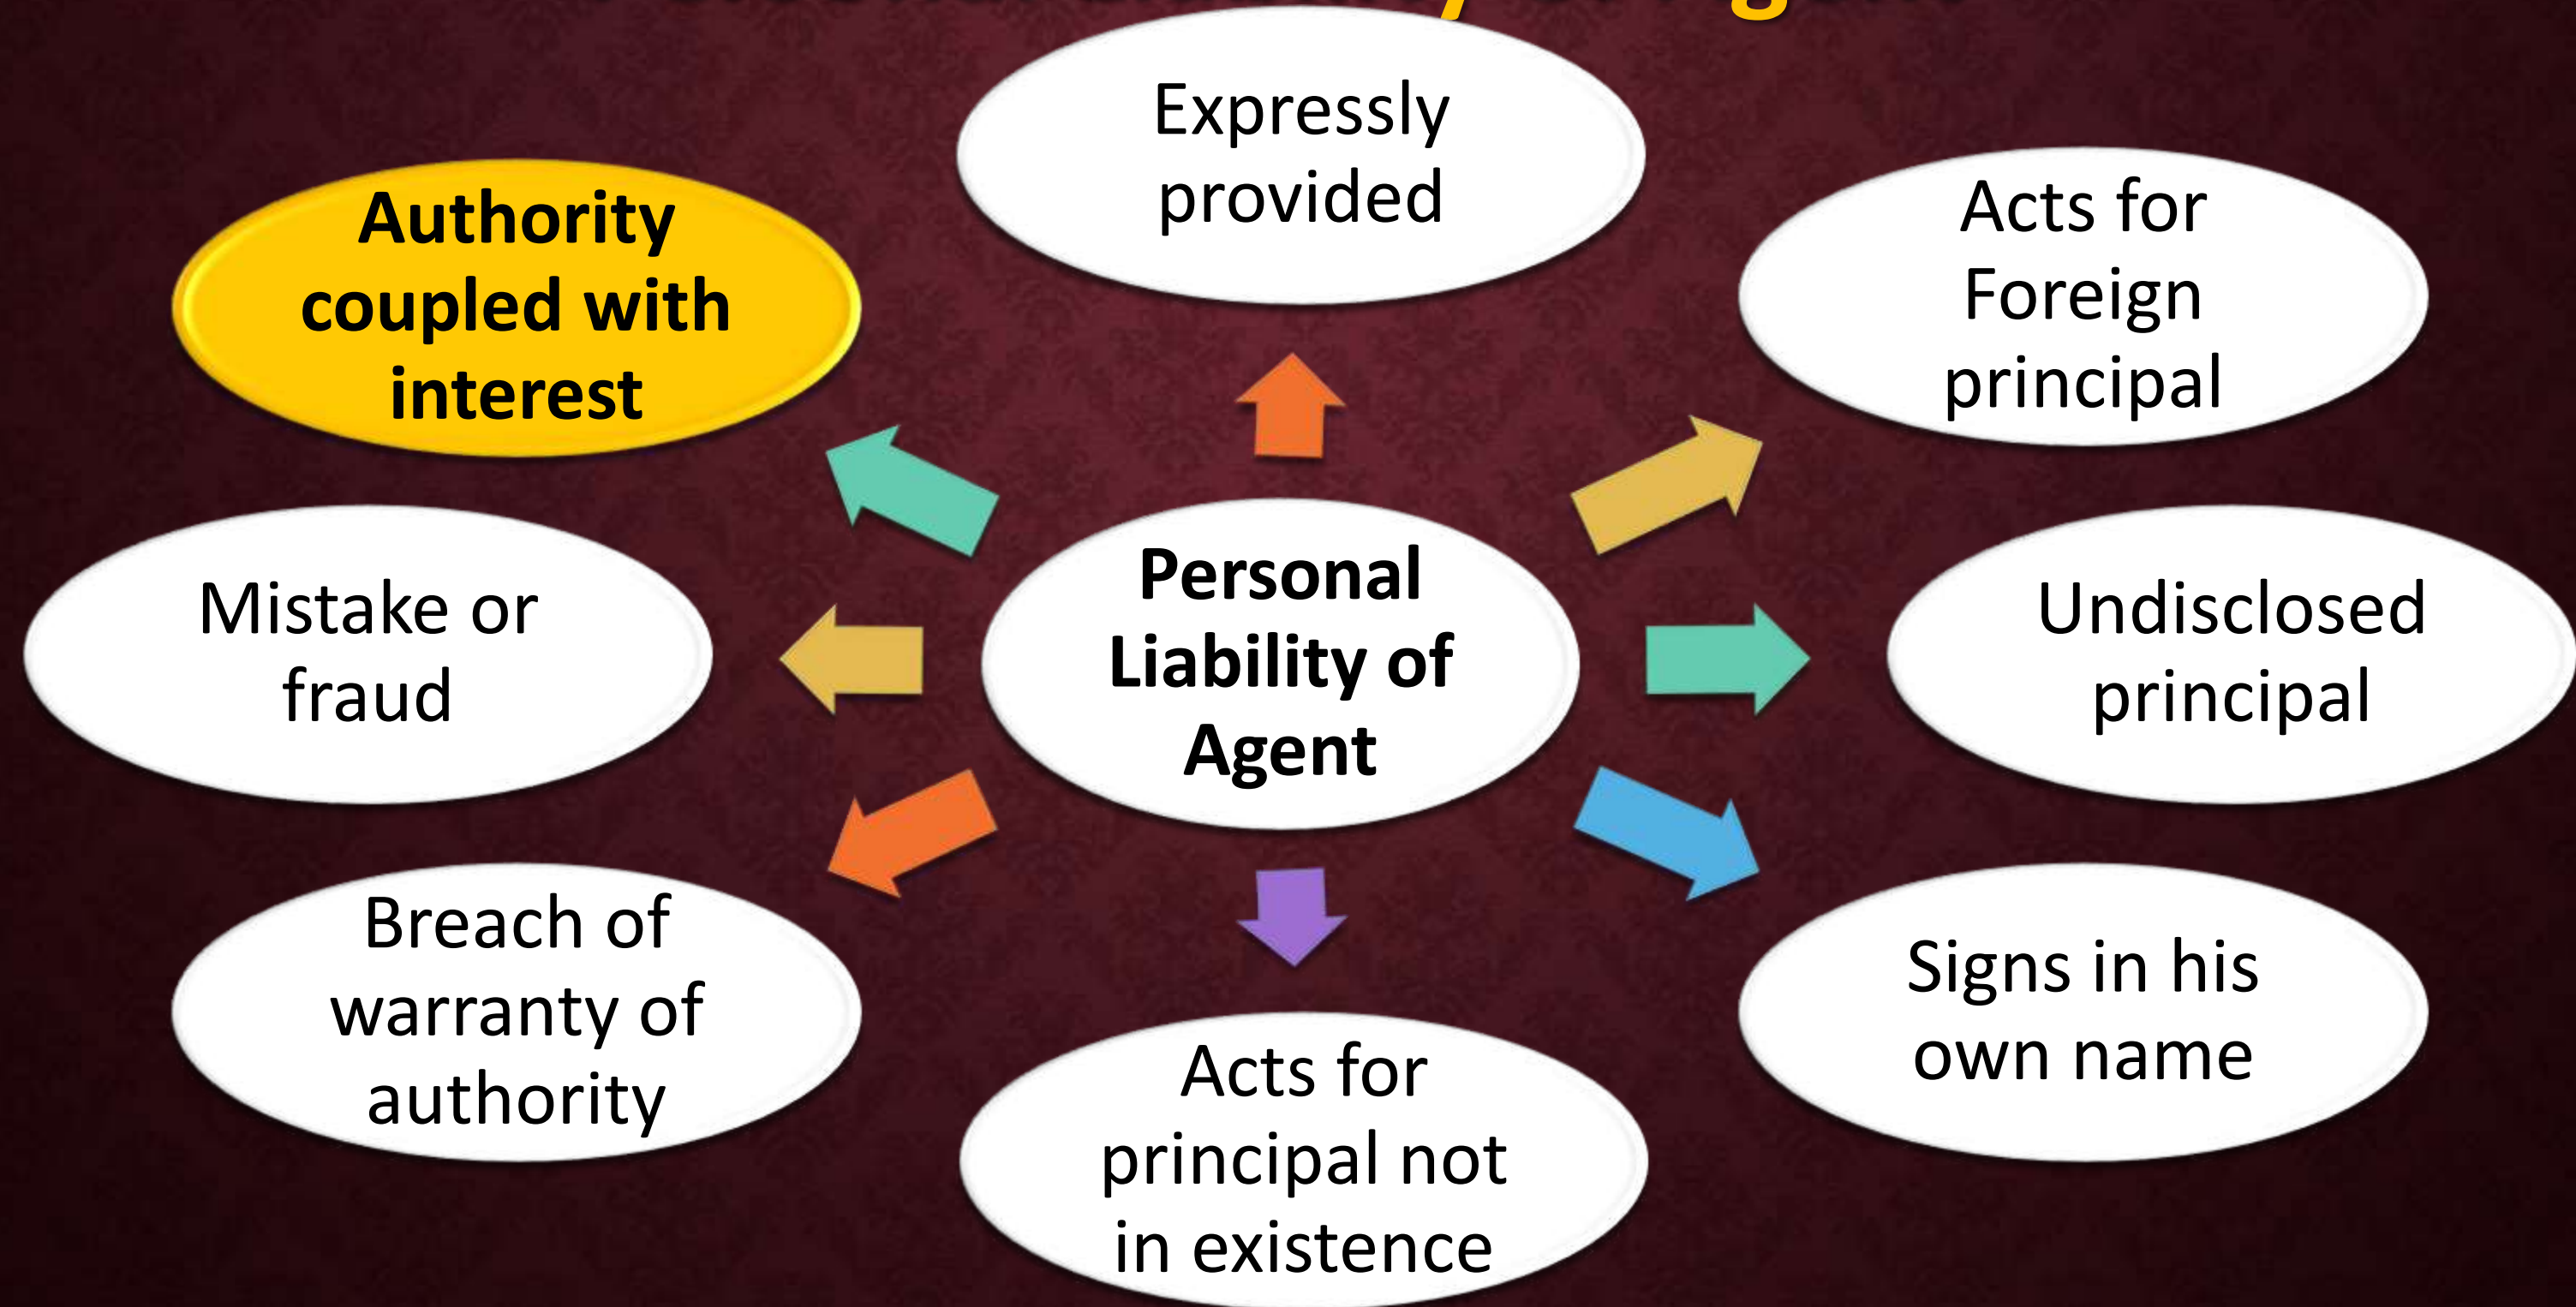 Expressly
provided
Acts for
Foreign
principal
Undisclosed
principal
Signs in his
own name
Acts for
principal not
in existence
Breach of
warranty of
authority
Mistake or
fraud
Authority
coupled with
interest
Personal
Liability of
Agent